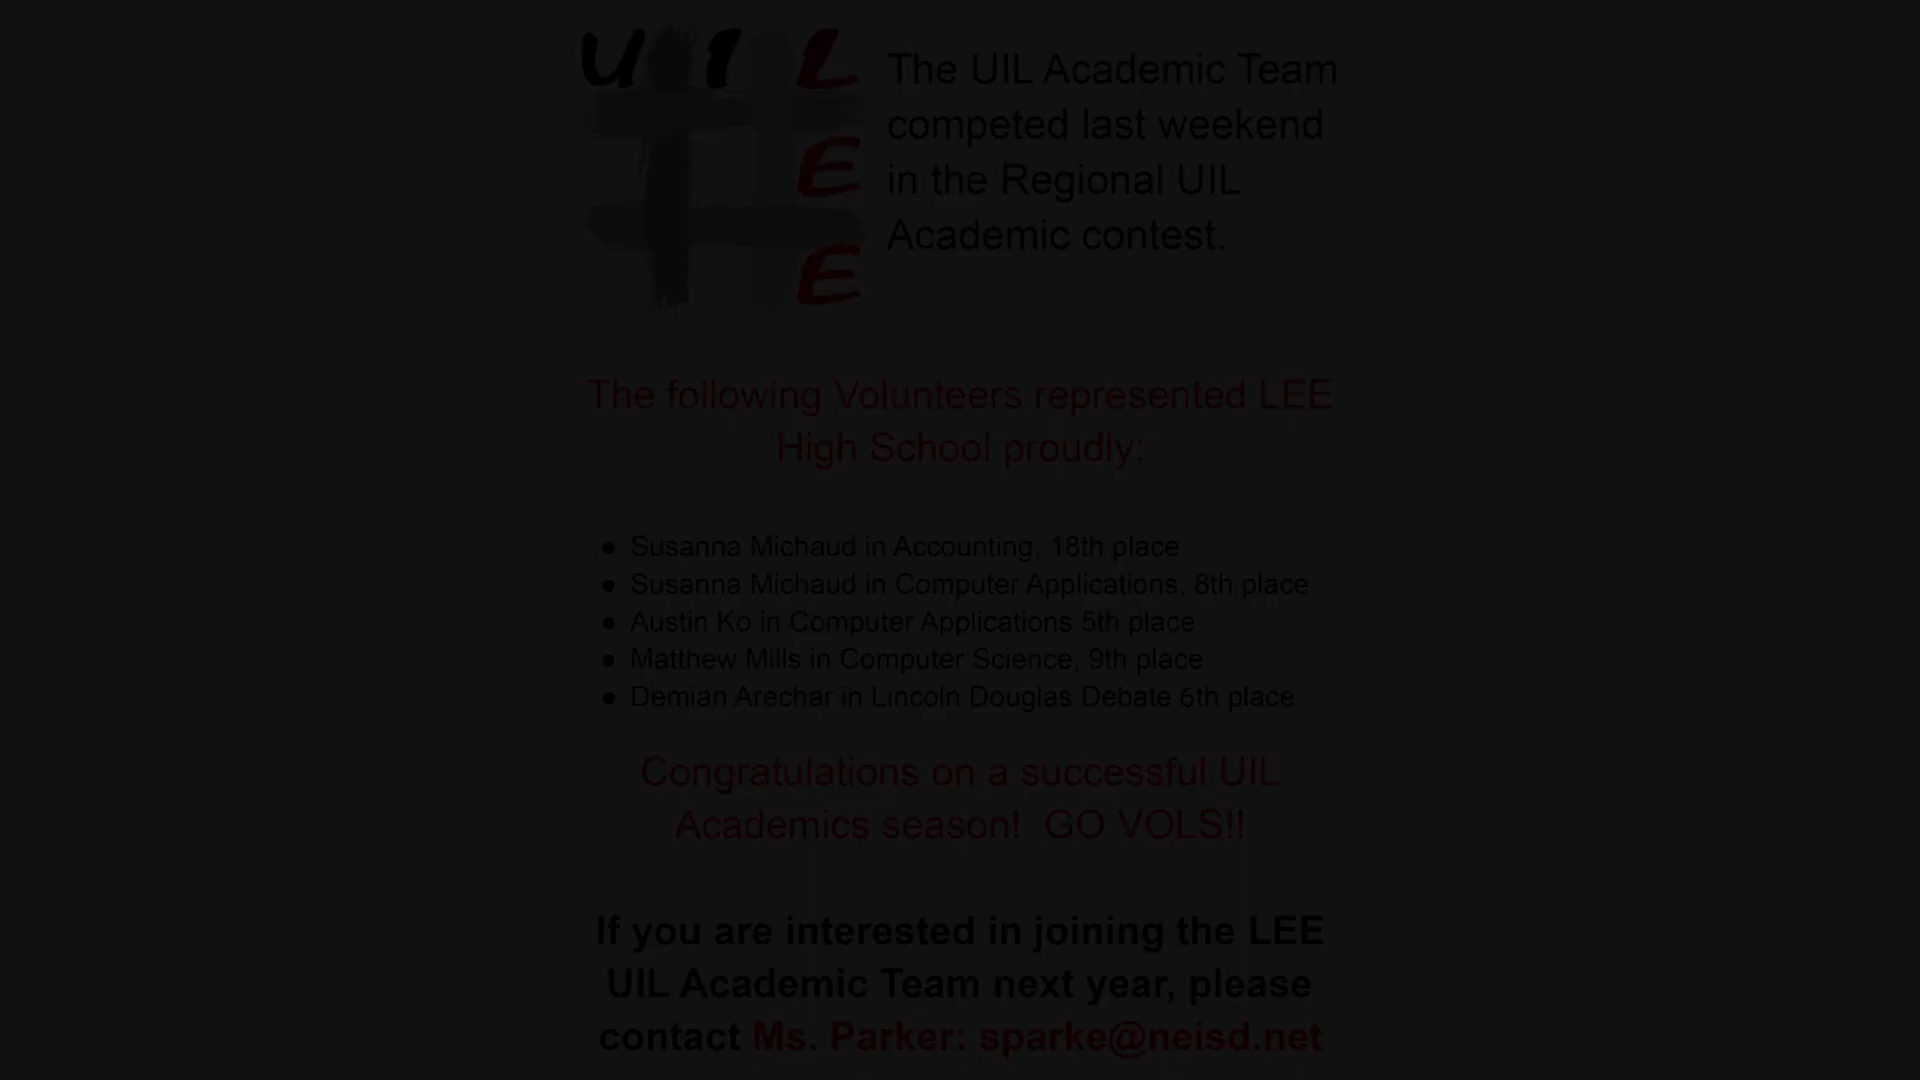 UIL
E
E
The UIL Academic Team
competed last weekend
in the Regional UIL
Academic contest.
The following Volunteers represented LEE
High School proudly:
● Susanna Michaud in Accounting, 18th place
● Susanna Michaud in Computer Applications, 8th place
● Austin Ko in Computer Applications 5th place
● Matthew Mills in Computer Science, 9th place
● Demian Arechar in Lincoln Douglas Debate 6th place
Congratulations on a successful UIL
Academics season!  GO VOLS!!
If you are interested in joining the LEE
UIL Academic Team next year, please
contact Ms. Parker: sparke@neisd.net